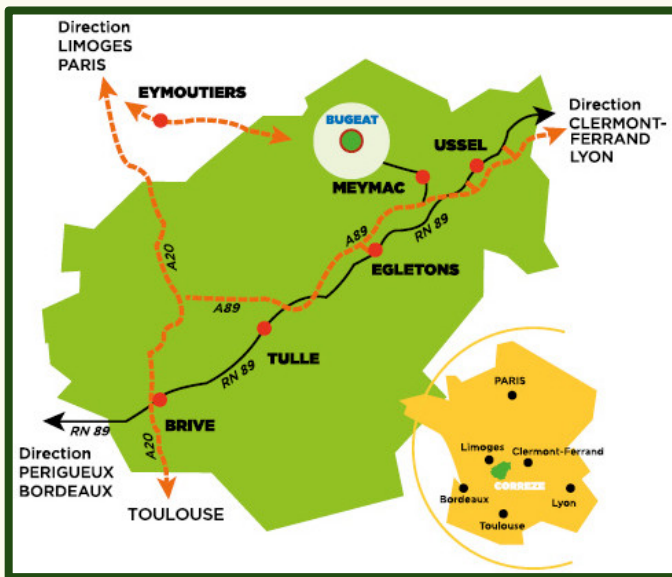 Direction
LIMOGES
PARIS
EYMOUTIERS
BUGEAT
Direction
CLERMONT-
FERRAND
LYON
USSEL
MEYMAC
A89
RN 89
A20
EGLETONS
A89
TULLE
RN 89
BRIVE
RN 89
A20
Direction
PERIGUEUX
BORDEAUX
TOULOUSE
PARIS
Limoges
Clermont-Ferrand
CORREZE
Bordeaux
Lyon
Toulouse